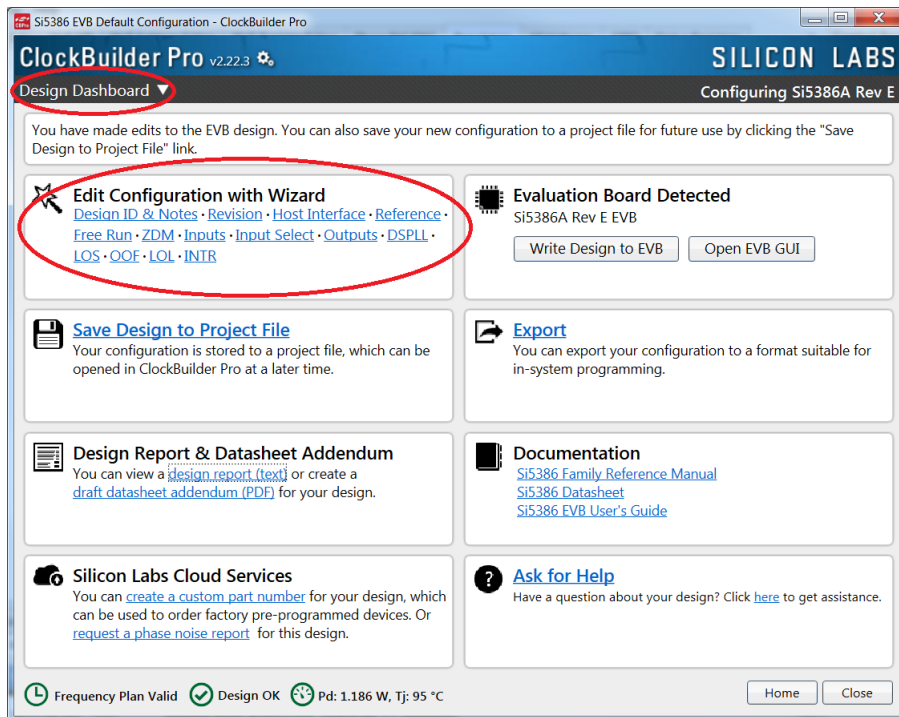 Si5386 EVB Default Configuration - ClockBuilder Pro
ClockBuilder Pro v2.22.3
SILICON LABS
Design Dashboard ▼
Configuring Si5386A Rev E
You have made edits to the EVB design. You can also save your new configuration to a project file for future use by clicking the "Save
Design to Project File" link.
Edit Configuration with Wizard
Design ID & Notes · Revision · Host Interface · Reference ·
Free Run · ZDM · Inputs · Input Select · Outputs · DSPLL ·
LOS · OOF · LOL · INTR
Evaluation Board Detected
Si5386A Rev E EVB
Write Design to EVB
Open EVB GUI
Save Design to Project File
Your configuration is stored to a project file, which can be
opened in ClockBuilder Pro at a later time.
Export
You can export your configuration to a format suitable for
in-system programming.
Design Report & Datasheet Addendum
You can view a design report (text) or create a
draft datasheet addendum (PDF) for your design.
Documentation
Si5386 Family Reference Manual
Si5386 Datasheet
Si5386 EVB User's Guide
Silicon Labs Cloud Services
You can create a custom part number for your design, which
can be used to order factory pre-programmed devices. Or
request a phase noise report for this design.
Ask for Help
Have a question about your design? Click here to get assistance.
Frequency Plan Valid
Design OK
Pd: 1.186 W, Tj: 95 °C
Home
Close